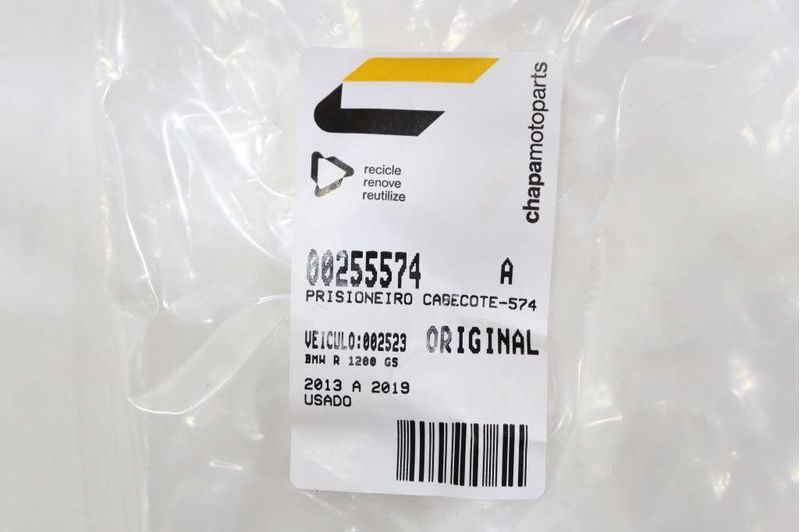 chapamotoparts
recicle
renove
reutilize
00255574 A
PRISIONEIRO CABECOTE-574
VEICULO:002523 ORIGINAL
BMW R 1200 GS
2013 A 2019
USADO